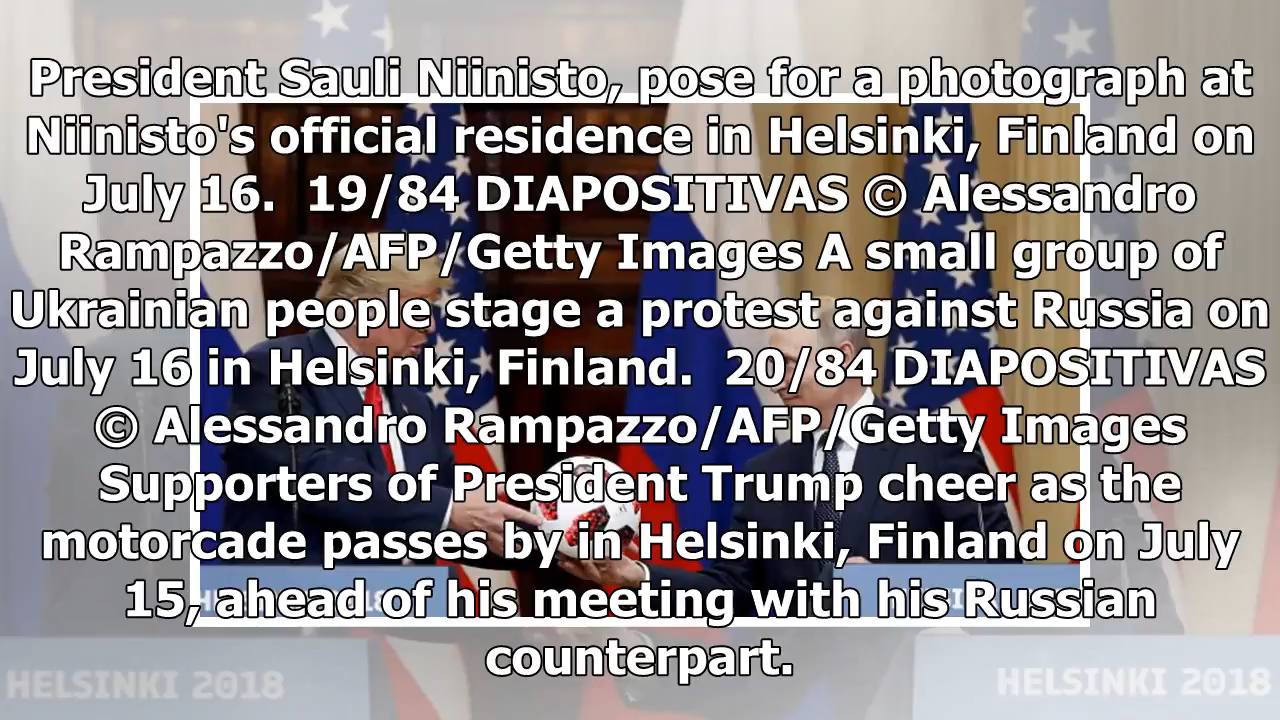 President Sauli Niinisto, pose for a photograph at
Niinisto's official residence in Helsinki, Finland on
July 16.  19/84 DIAPOSITIVAS © Alessandro
Rampazzo/AFP/Getty Images A small group of
Ukrainian people stage a protest against Russia on
July 16 in Helsinki, Finland.  20/84 DIAPOSITIVAS
© Alessandro Rampazzo/AFP/Getty Images
Supporters of President Trump cheer as the
motorcade passes by in Helsinki, Finland on July
15, ahead of his meeting with his Russian
counterpart.
HELSINKI 2018
HELSINKI 2018